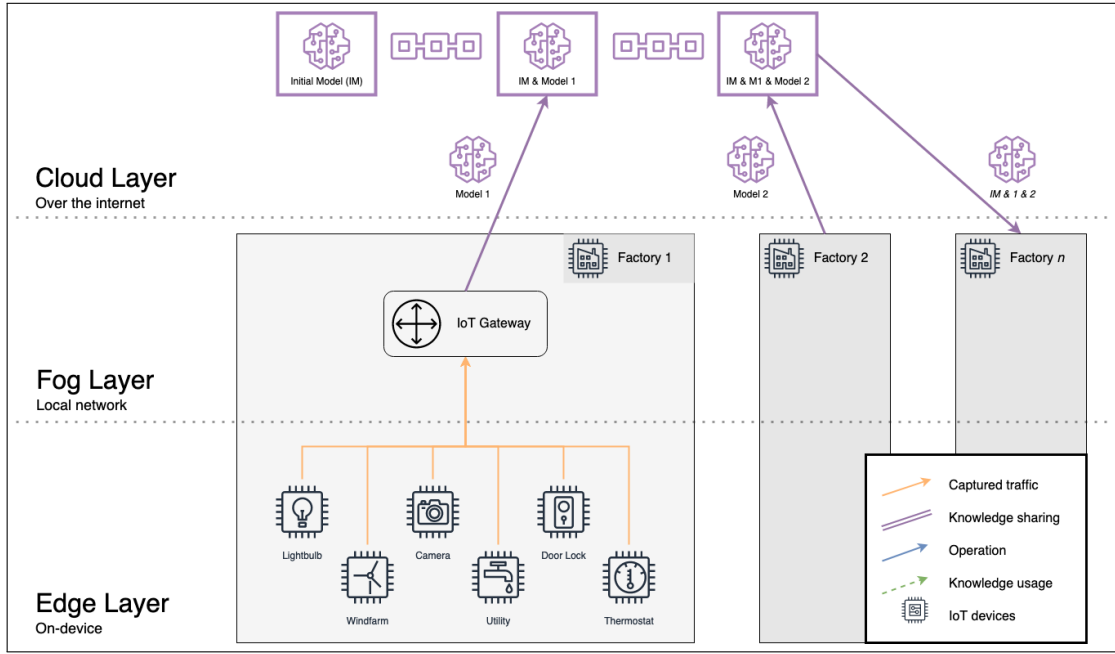 Initial Model (IM)
IM & Model 1
IM & M1 & Model 2
Model 1
Model 2
IM & 1 & 2
Cloud Layer
Over the internet
Factory 1
Factory 2
Factory n
IoT Gateway
Fog Layer
Local network
Lightbulb
Camera
Door Lock
Windfarm
Utility
Thermostat
Edge Layer
On-device
Captured traffic
Knowledge sharing
Operation
Knowledge usage
IoT devices